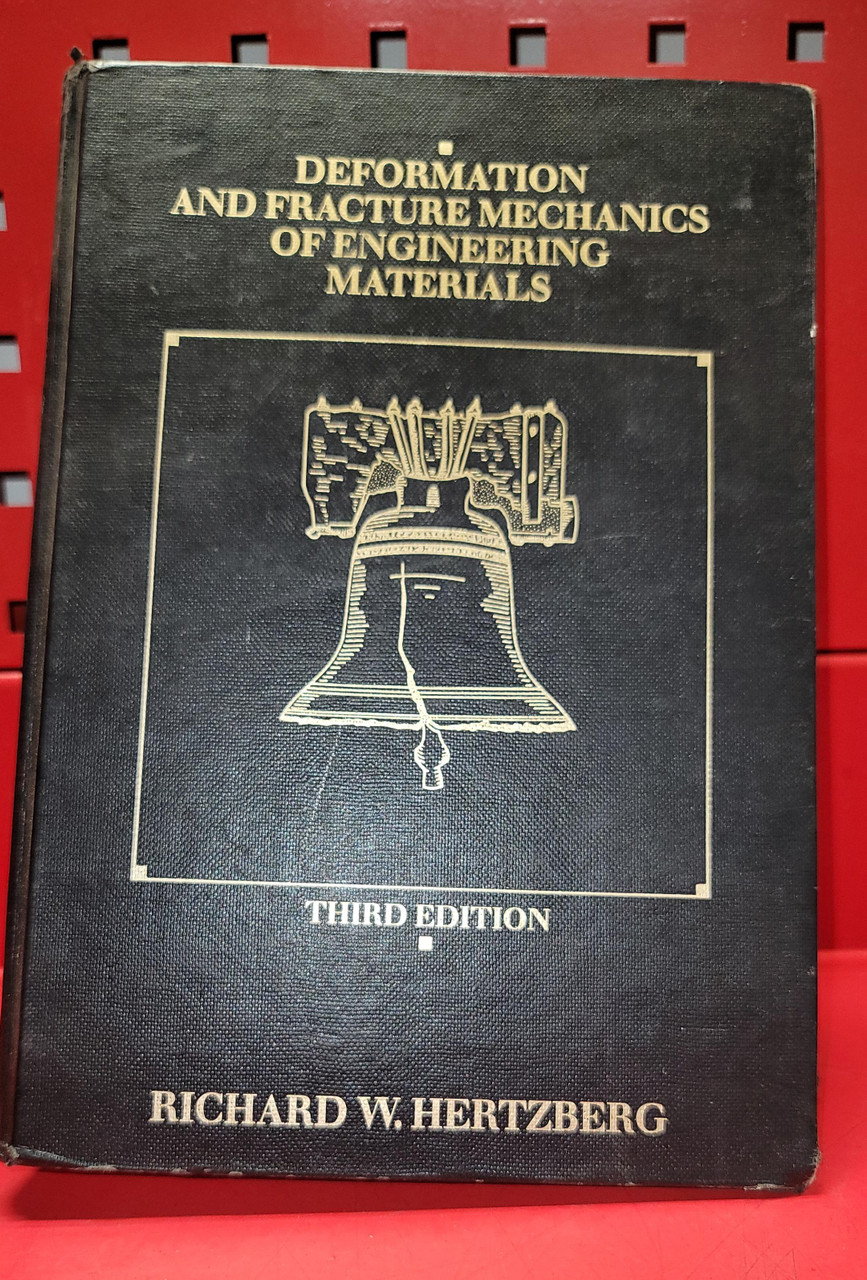 DEFORMATION
AND FRACTURE MECHANICS
OF ENGINEERING
MATERIALS
THIRD EDITION
RICHARD W. HERTZBERG